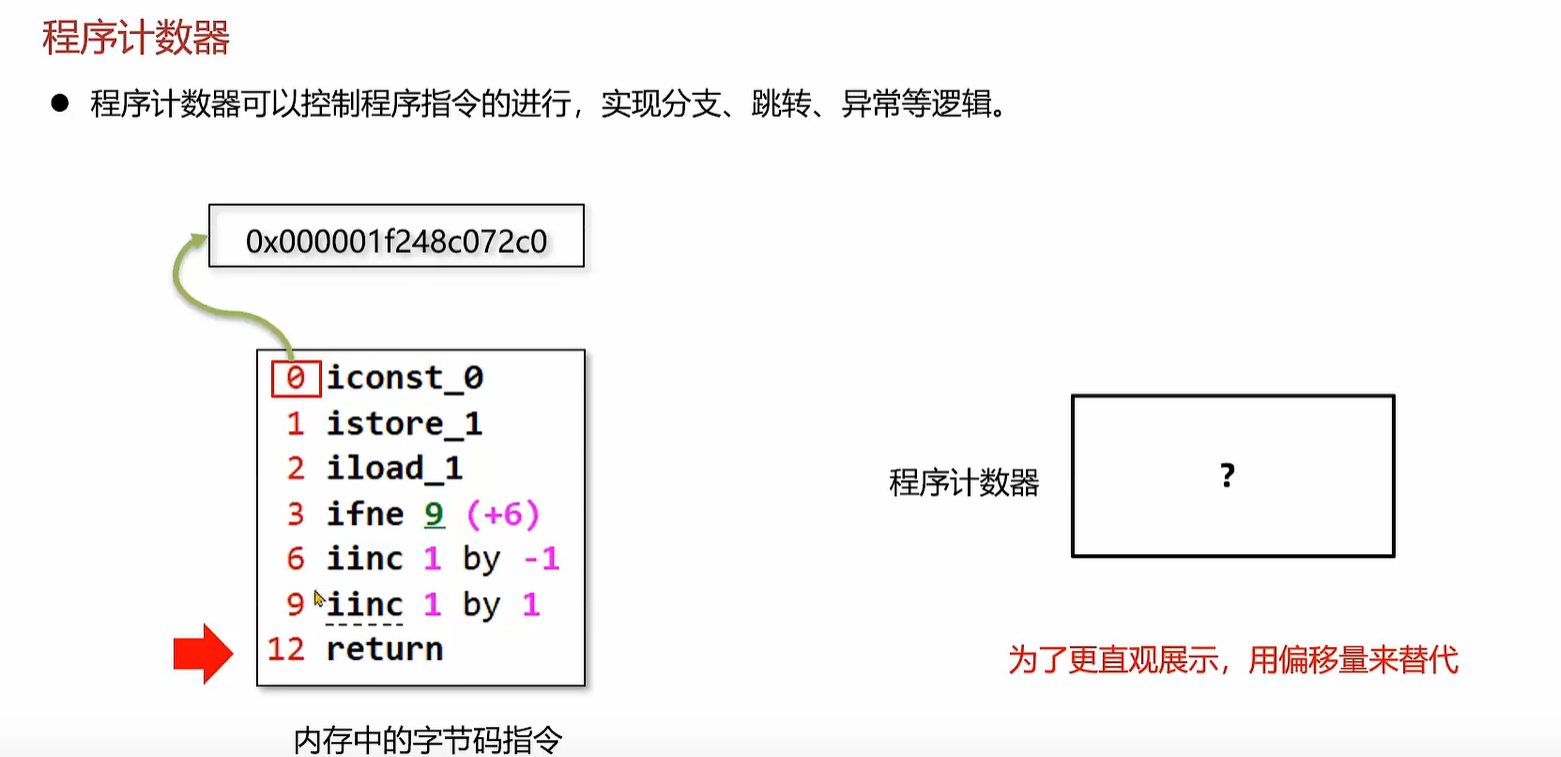 程序计数器
● 程序计数器可以控制程序指令的进行，实现分支、跳转、异常等逻辑。
0x000001f248c072c0
0 iconst_0
1 istore_1
2 iload_1
3 ifne 9 (+6)
6 iinc 1 by -1
9 iinc 1 by 1
12 return
内存中的字节码指令
程序计数器
?
为了更直观展示，用偏移量来替代